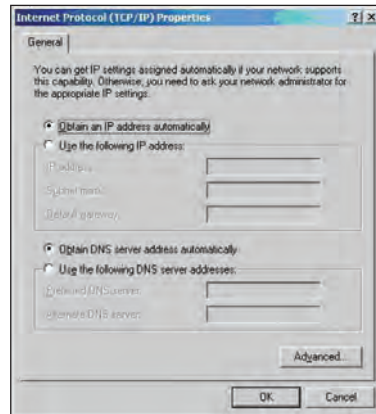 Internet Protocol (TCP/IP) Properties
General
You can get IP settings assigned automatically if your network supports
this capability. Otherwise, you need to ask your network administrator for
the appropriate IP settings.
Obtain an IP address automatically
Use the following IP address:
IP address:
Subnet mask:
Default gateway:
Obtain DNS server address automatically
Use the following DNS server addresses:
Preferred DNS server:
Alternate DNS server:
Advanced...
OK Cancel